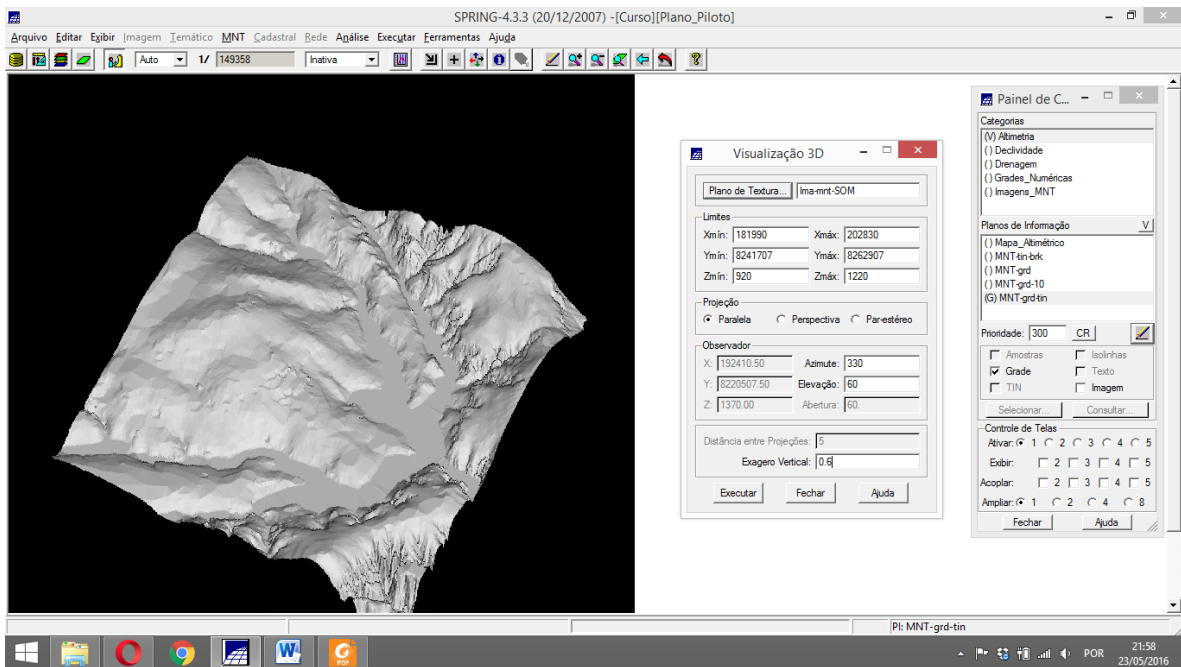 SPRING-4.3.3 (20/12/2007) -[Curso][Plano_Piloto]
Arquivo Editar Exibir Imagem Temático MNT Cadastral Rede Análise Executar Ferramentas Ajuda
Auto 1/ 149358 Inativa
Visualização 3D
Plano de Textura... Ima-mnt-SOM
Limites
Xmín: 181990 Xmáx: 202830
Ymín: 8241707 Ymáx: 8262907
Zmín: 920 Zmáx: 1220
Projeção
Paralela Perspectiva Par-estéreo
Observador
X: 192410.50 Azimute: 330
Y: 8220507.50 Elevação: 60
Z: 1370.00 Abertura: 60.
Distância entre Projeções: 5
Exagero Vertical: 0.6
Executar Fechar Ajuda
Painel de C...
Categorias
(V) Altimetria
( ) Declividade
( ) Drenagem
( ) Grades_Numéricas
( ) Imagens_MNT
Planos de Informação V
( ) Mapa_Altimétrico
( ) MNT-tin-brk
( ) MNT-grd
( ) MNT-grd-10
(G) MNT-grd-tin
Prioridade: 300 CR
Amostras Isolinhas
Grade Texto
TIN Imagem
Selecionar... Consultar...
Controle de Telas
Ativar: 1 2 3 4 5
Exibir: 2 3 4 5
Acoplar: 2 3 4 5
Ampliar: 1 2 4 8
Fechar Ajuda
PI: MNT-grd-tin
W PDF POR 21:58
23/05/2016